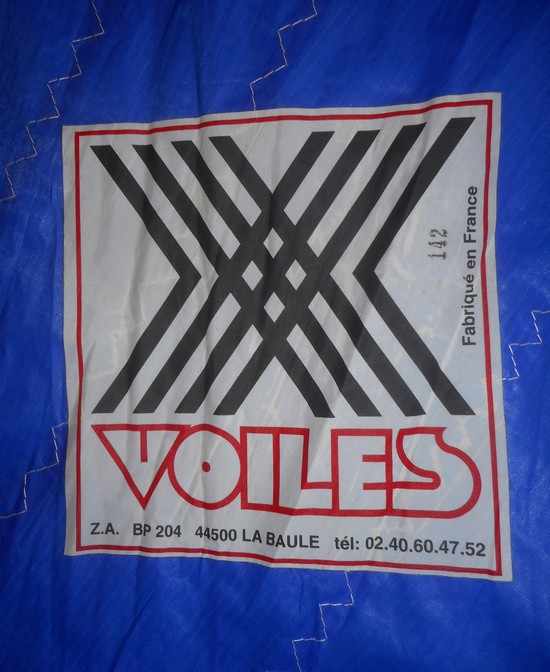 142
Fabriqué en France
VOILES
Z.A. BP 204 44500 LA BAULE tél: 02.40.60.47.52